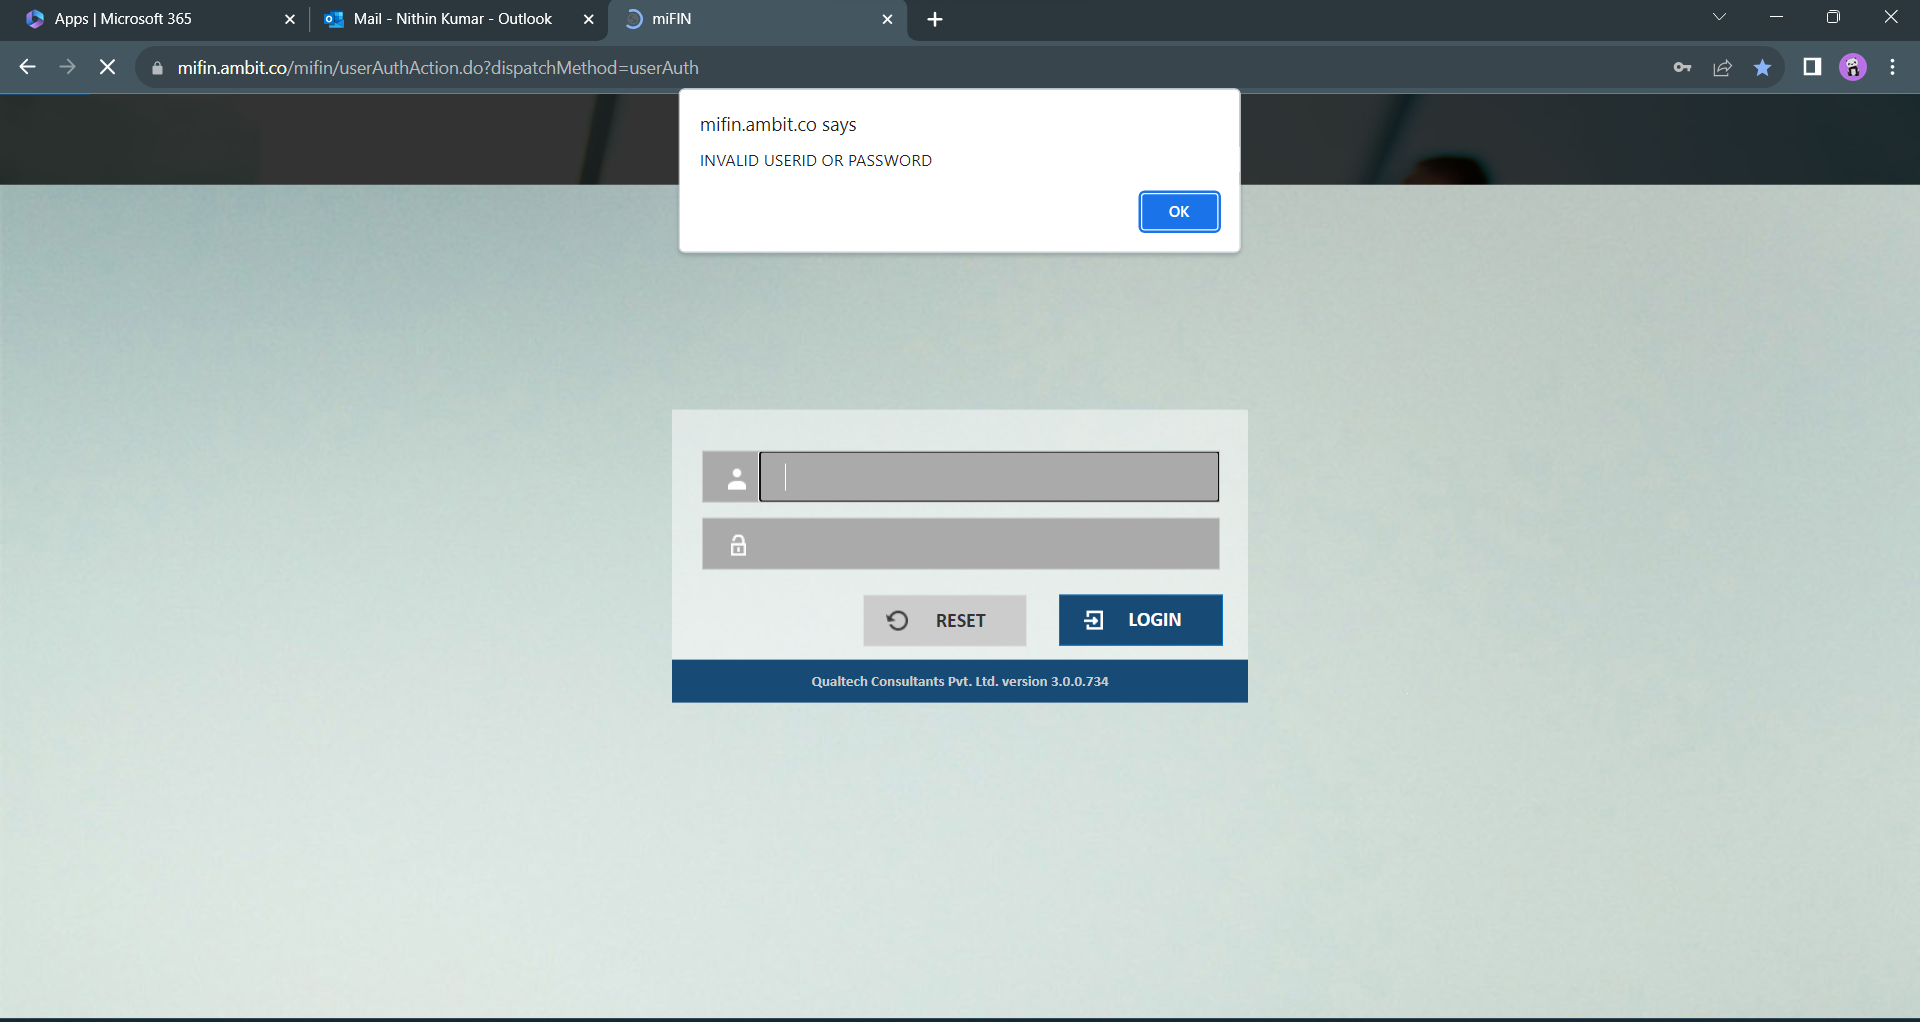 Apps | Microsoft 365
Mail - Nithin Kumar - Outlook
miFIN
mifin.ambit.co/mifin/userAuthAction.do?dispatchMethod=userAuth
mifin.ambit.co says
INVALID USERID OR PASSWORD
OK
RESET
LOGIN
Qualtech Consultants Pvt. Ltd. version 3.0.0.734